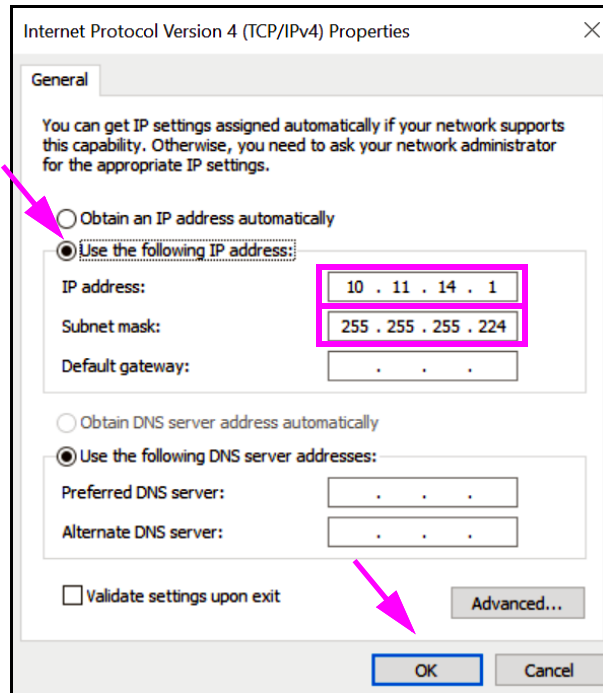 Internet Protocol Version 4 (TCP/IPv4) Properties
General
You can get IP settings assigned automatically if your network supports
this capability. Otherwise, you need to ask your network administrator
for the appropriate IP settings.
Obtain an IP address automatically
Use the following IP address:
IP address: 10 . 11 . 14 . 1
Subnet mask: 255 . 255 . 255 . 224
Default gateway: . . .
Obtain DNS server address automatically
Use the following DNS server addresses:
Preferred DNS server: . . .
Alternate DNS server: . . .
Validate settings upon exit
Advanced...
OK Cancel